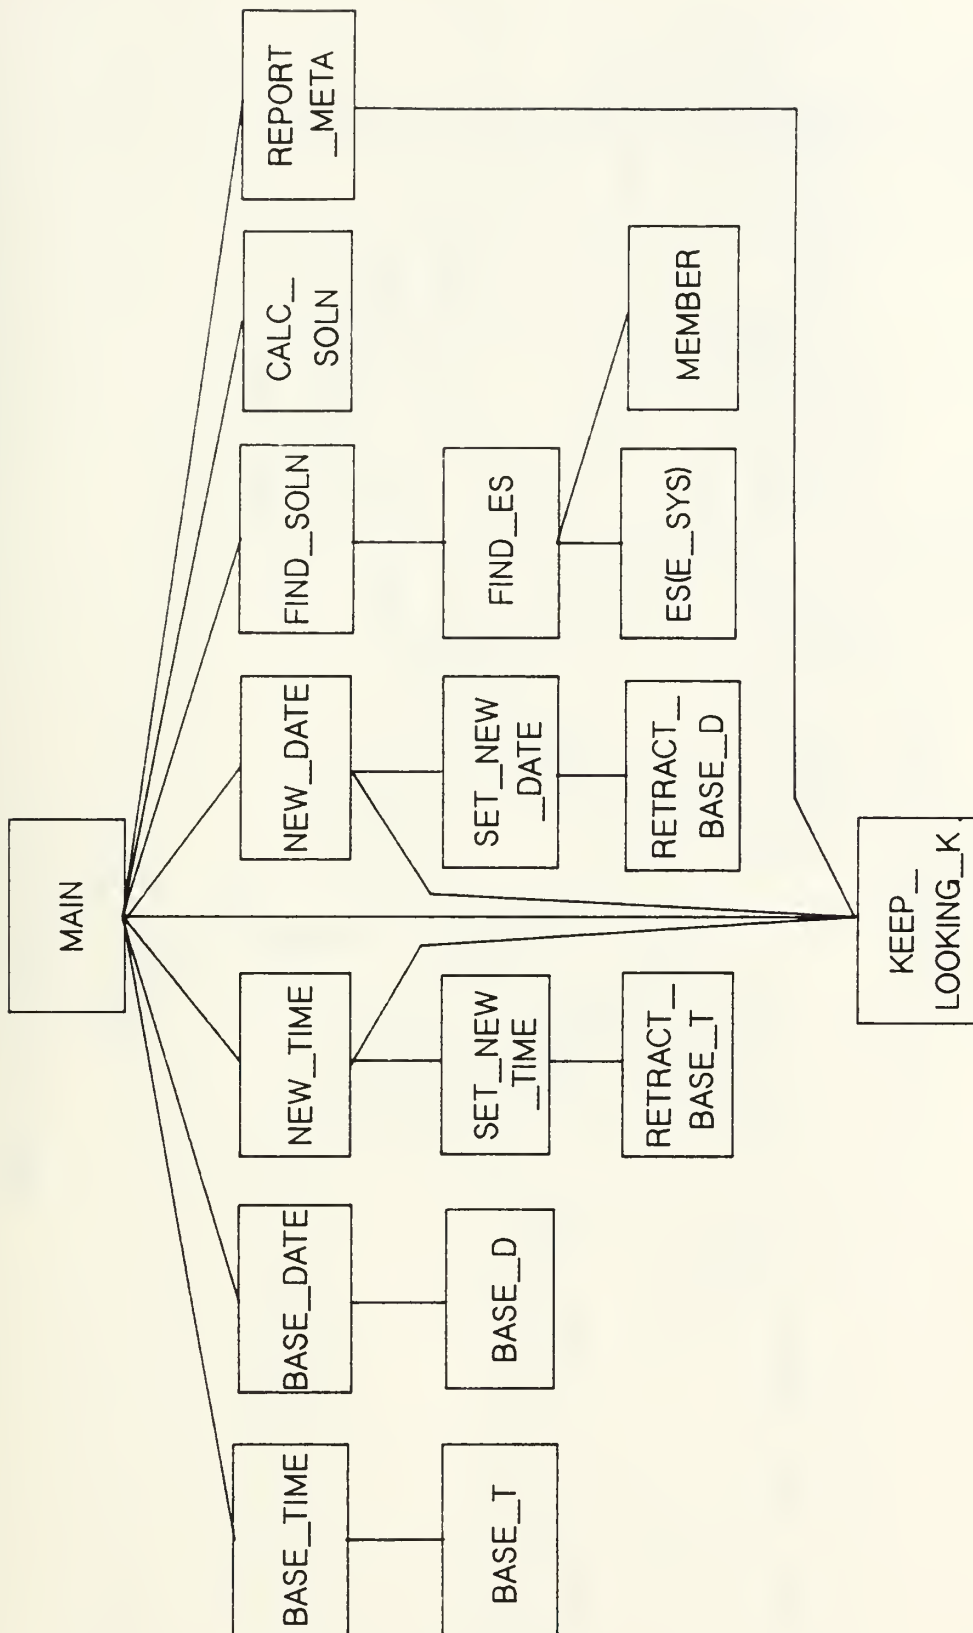 MAIN
BASE_TIME
BASE_DATE
NEW_TIME
NEW_DATE
FIND_SOLN
CALC_
SOLN
REPORT
_META
BASE_T
BASE_D
SET_NEW
_TIME
SET_NEW
_DATE
FIND_ES
RETRACT_
BASE_T
RETRACT_
BASE_D
ES(E_SYS)
MEMBER
KEEP_
LOOKING_K